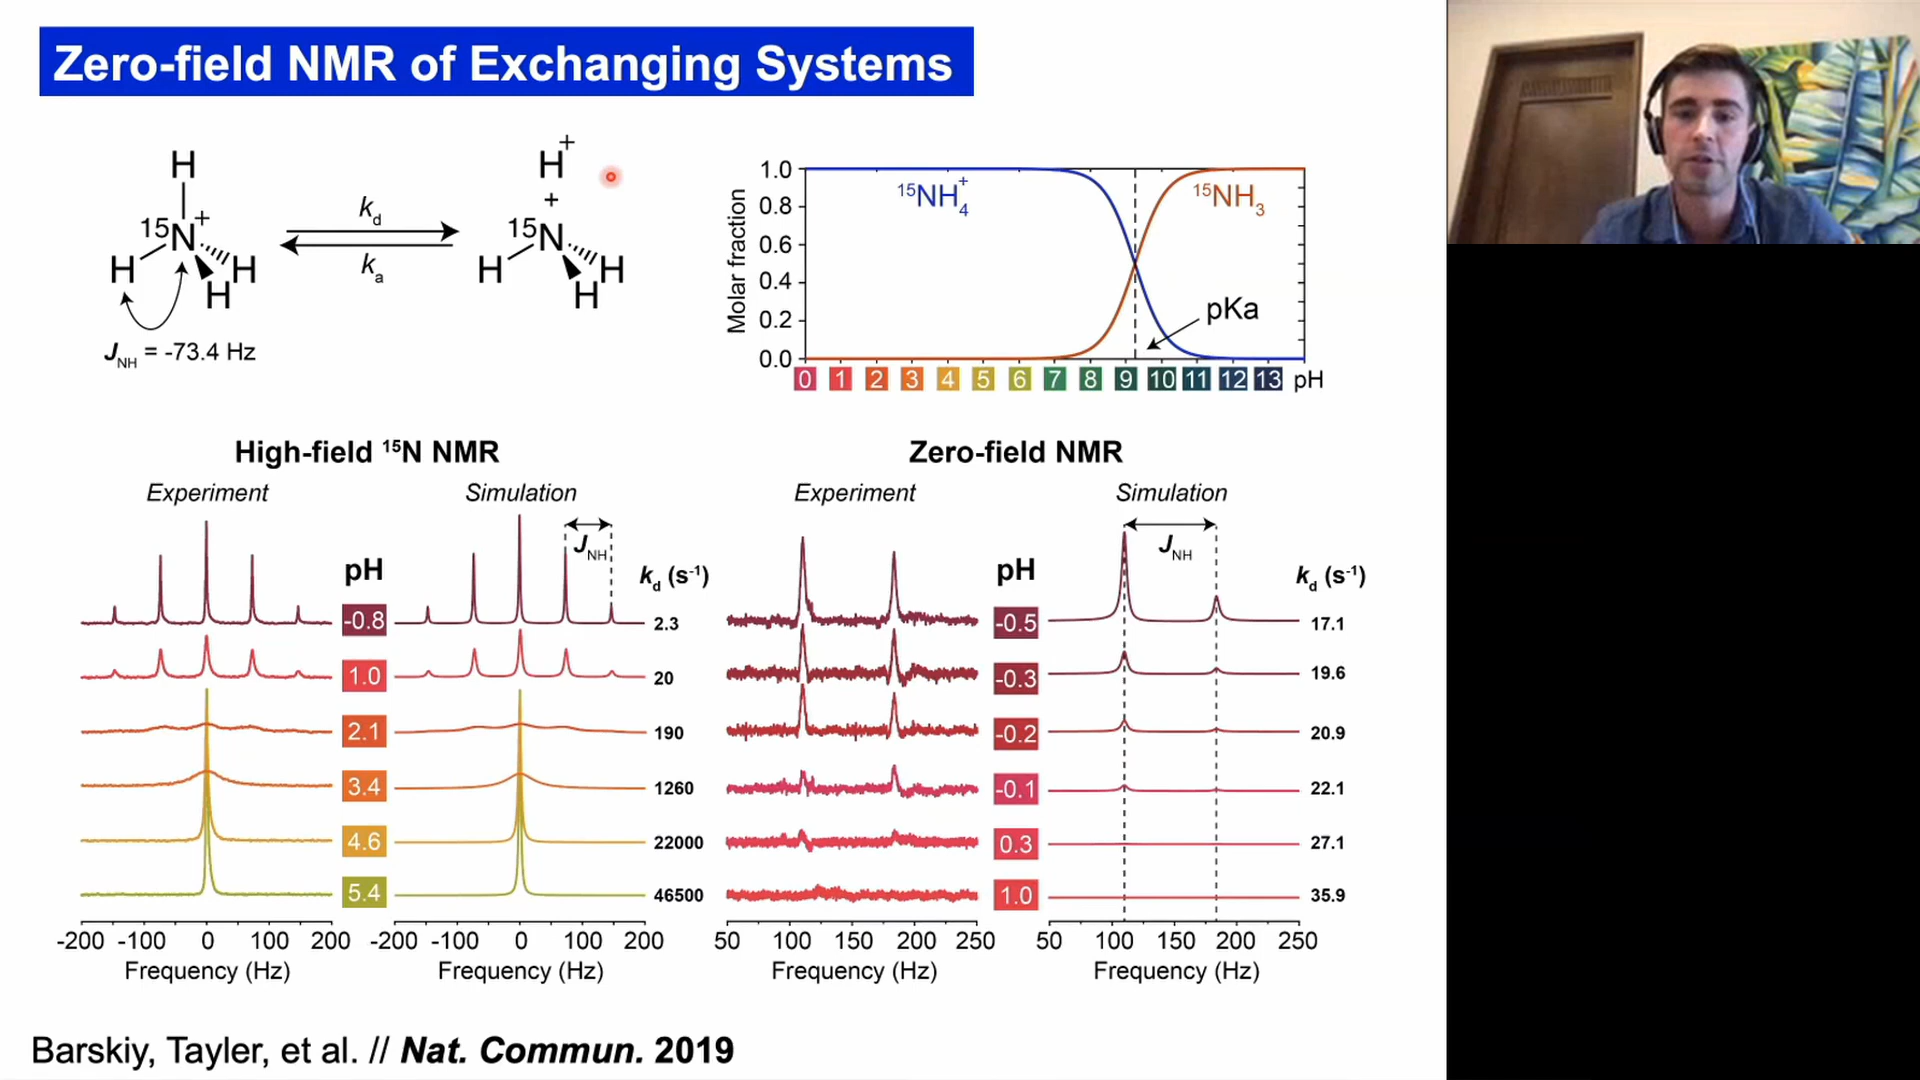 Zero-field NMR of Exchanging Systems
H
15N+
H
H
H
JNH = -73.4 Hz
kd
ka
H+
+
15N
H
H
H
Molar fraction
1.0
0.8
0.6
0.4
0.2
0.0
15NH4+
15NH3
pKa
0 1 2 3 4 5 6 7 8 9 10 11 12 13 pH
High-field 15N NMR
Experiment
Simulation
JNH
pH
kd (s-1)
-0.8
2.3
1.0
20
2.1
190
3.4
1260
4.6
22000
5.4
46500
-200 -100 0 100 200
Frequency (Hz)
-200 -100 0 100 200
Frequency (Hz)
Zero-field NMR
Experiment
Simulation
JNH
pH
kd (s-1)
-0.5
17.1
-0.3
19.6
-0.2
20.9
-0.1
22.1
0.3
27.1
1.0
35.9
50 100 150 200 250
Frequency (Hz)
50 100 150 200 250
Frequency (Hz)
Barskiy, Tayler, et al. // Nat. Commun. 2019